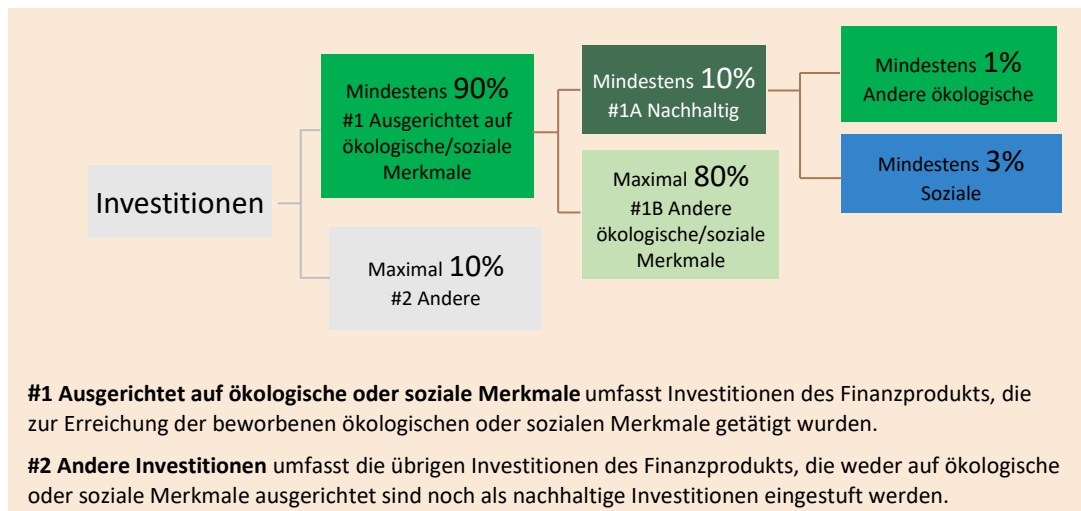 Investitionen
Mindestens 90%
#1 Ausgerichtet auf
ökologische/soziale
Merkmale
Maximal 10%
#2 Andere
Mindestens 10%
#1A Nachhaltig
Maximal 80%
#1B Andere
ökologische/soziale
Merkmale
Mindestens 1%
Andere ökologische
Mindestens 3%
Soziale
#1 Ausgerichtet auf ökologische oder soziale Merkmale umfasst Investitionen des Finanzprodukts, die
zur Erreichung der beworbenen ökologischen oder sozialen Merkmale getätigt wurden.
#2 Andere Investitionen umfasst die übrigen Investitionen des Finanzprodukts, die weder auf ökologische
oder soziale Merkmale ausgerichtet sind noch als nachhaltige Investitionen eingestuft werden.